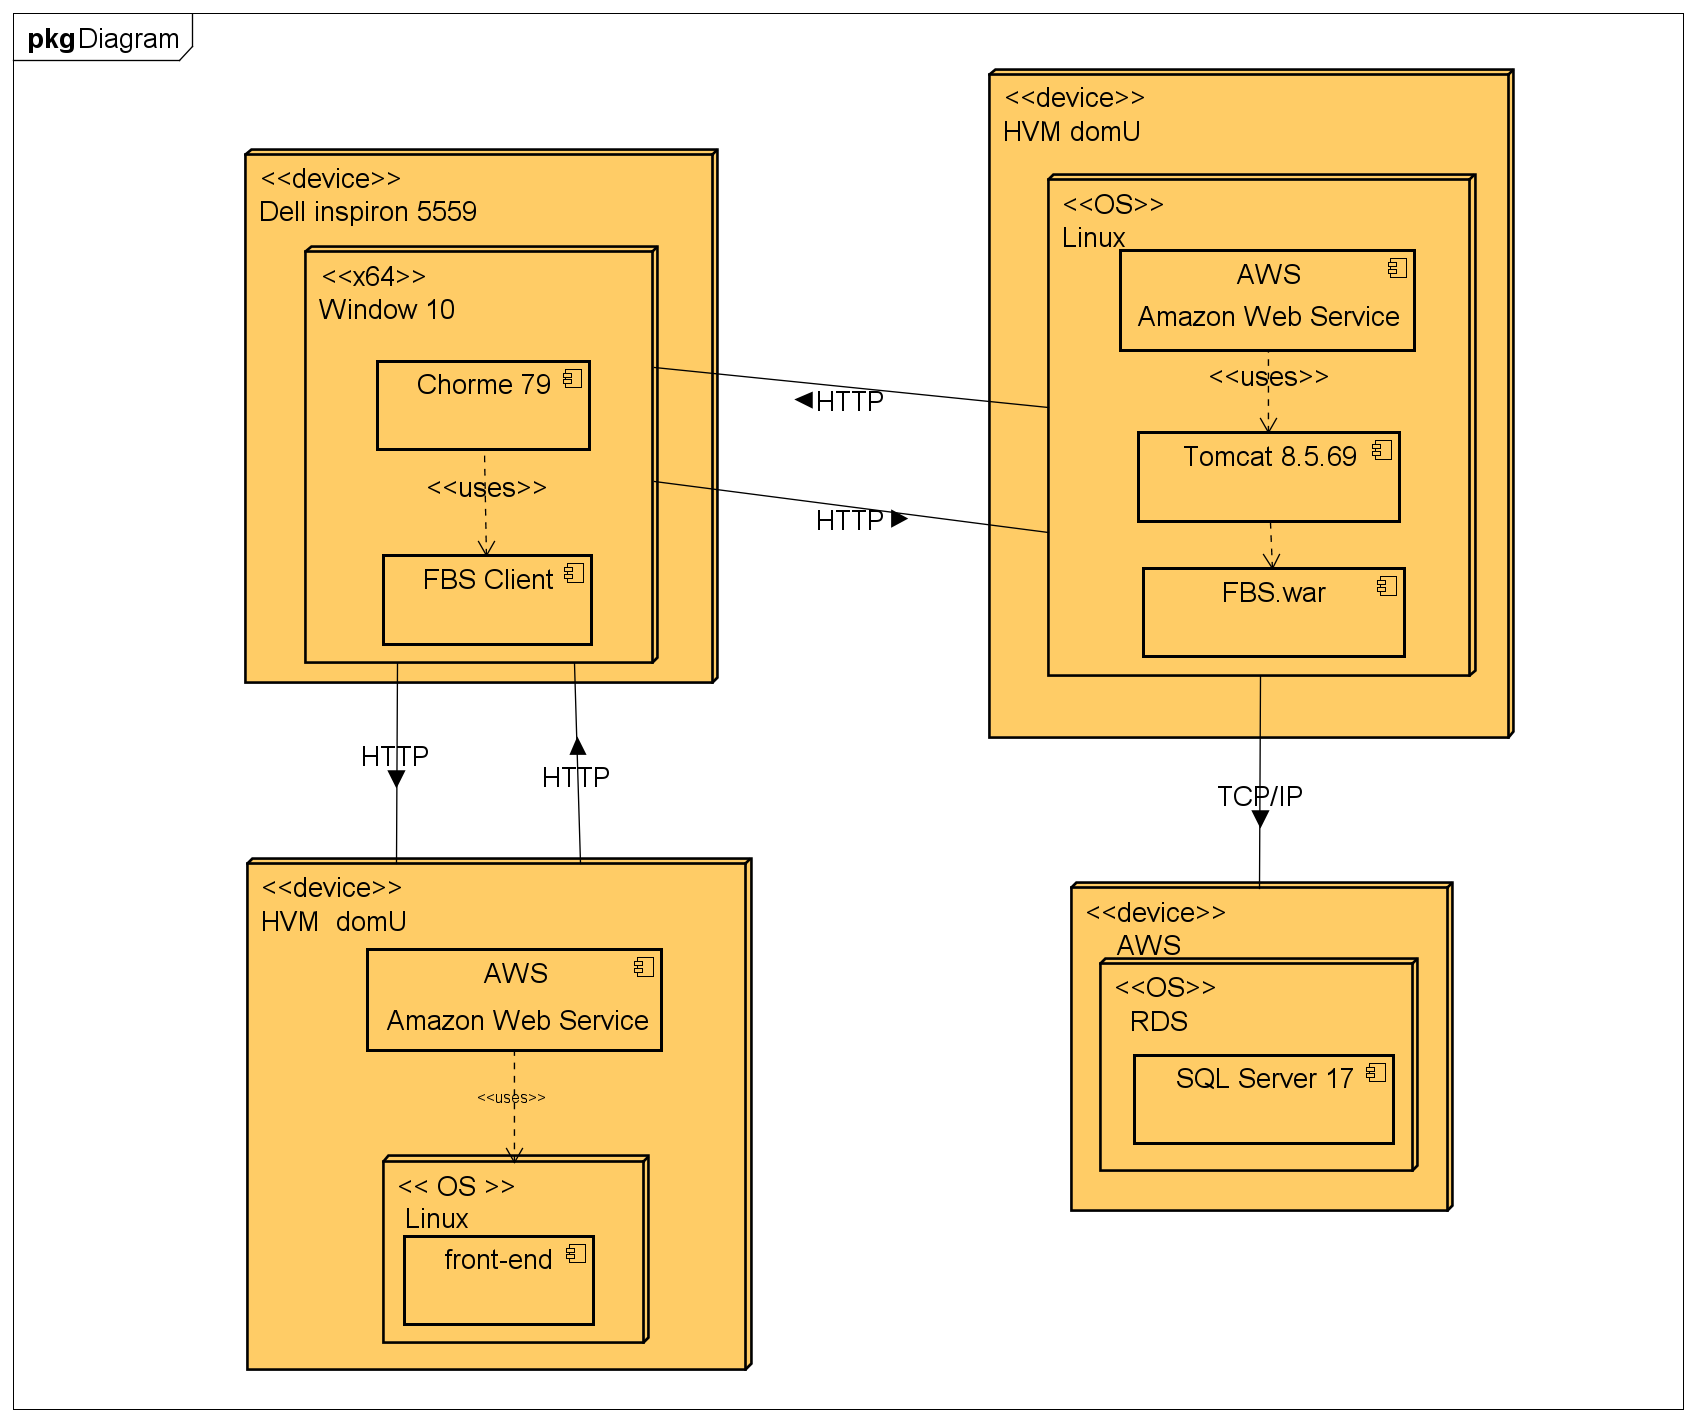 pkg Diagram
<<device>>
Dell inspiron 5559
<<x64>>
Window 10
Chorme 79
<<uses>>
FBS Client
<<device>>
HVM domU
<<OS>>
Linux
AWS
Amazon Web Service
<<uses>>
Tomcat 8.5.69
FBS.war
HTTP
HTTP
HTTP
HTTP
TCP/IP
<<device>>
HVM domU
AWS
Amazon Web Service
<<uses>>
<< OS >>
Linux
front-end
<<device>>
AWS
<<OS>>
RDS
SQL Server 17